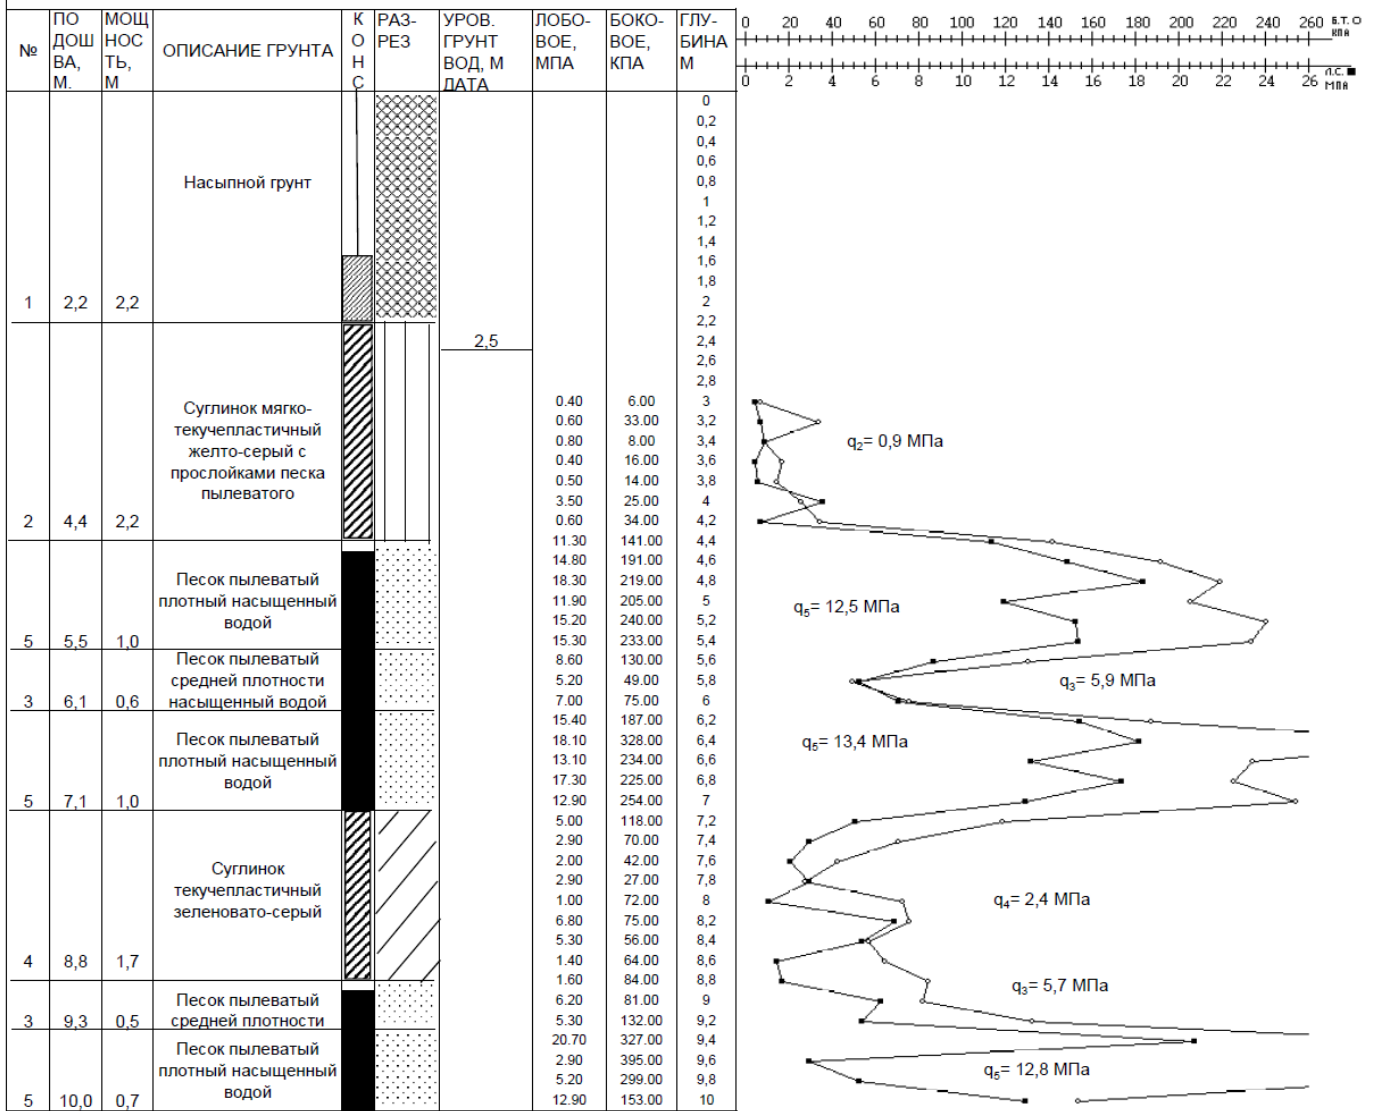 №
ПО
ДОШ
ВА,
М.
МОЩ
НОС
ТЬ,
М
ОПИСАНИЕ ГРУНТА
К
О
Н
С
РАЗ-
РЕЗ
УРОВ.
ГРУНТ
ВОД, М
ДАТА
ЛОБО-
ВОЕ,
МПА
БОКО-
ВОЕ,
КПА
ГЛУ-
БИНА
М
0 20 40 60 80 100 120 140 160 180 200 220 240 260 Б.Т. О
КПА
Л.С. ■
0 2 4 6 8 10 12 14 16 18 20 22 24 26 МПА
0
0,2
0,4
0,6
Насыпной грунт 0,8
1
1,2
1,4
1,6
1,8
1 2,2 2,2 2
2,2
2,5 2,4
2,6
2,8
0.40 6.00 3
Суглинок мягко-
текучепластичный
желто-серый с
прослойками песка
пылеватого
0.60 33.00 3,2
0.80 8.00 3,4
q2= 0,9 МПа
0.40 16.00 3,6
0.50 14.00 3,8
3.50 25.00 4
2 4,4 2,2 0.60 34.00 4,2
11.30 141.00 4,4
14.80 191.00 4,6
Песок пылеватый
плотный насыщенный
водой
18.30 219.00 4,8
11.90 205.00 5
q5= 12,5 МПа
15.20 240.00 5,2
5 5,5 1,0 15.30 233.00 5,4
Песок пылеватый
средней плотности
насыщенный водой
8.60 130.00 5,6
5.20 49.00 5,8
q3= 5,9 МПа
3 6,1 0,6 7.00 75.00 6
15.40 187.00 6,2
Песок пылеватый
плотный насыщенный
водой
18.10 328.00 6,4
q5= 13,4 МПа
13.10 234.00 6,6
17.30 225.00 6,8
5 7,1 1,0 12.90 254.00 7
5.00 118.00 7,2
2.90 70.00 7,4
Суглинок
текучепластичный
зеленовато-серый
2.00 42.00 7,6
2.90 27.00 7,8
1.00 72.00 8
q4= 2,4 МПа
6.80 75.00 8,2
5.30 56.00 8,4
4 8,8 1,7 1.40 64.00 8,6
1.60 84.00 8,8
q3= 5,7 МПа
Песок пылеватый
средней плотности
6.20 81.00 9
3 9,3 0,5 5.30 132.00 9,2
Песок пылеватый
плотный насыщенный
водой
20.70 327.00 9,4
2.90 395.00 9,6
q5= 12,8 МПа
5.20 299.00 9,8
5 10,0 0,7 12.90 153.00 10